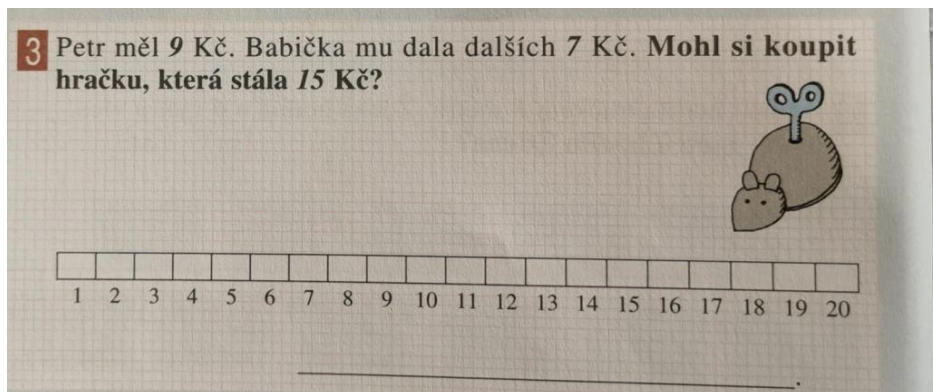 3 Petr měl 9 Kč. Babička mu dala dalších 7 Kč. Mohl si koupit
hračku, která stála 15 Kč?
1 2 3 4 5 6 7 8 9 10 11 12 13 14 15 16 17 18 19 20
.